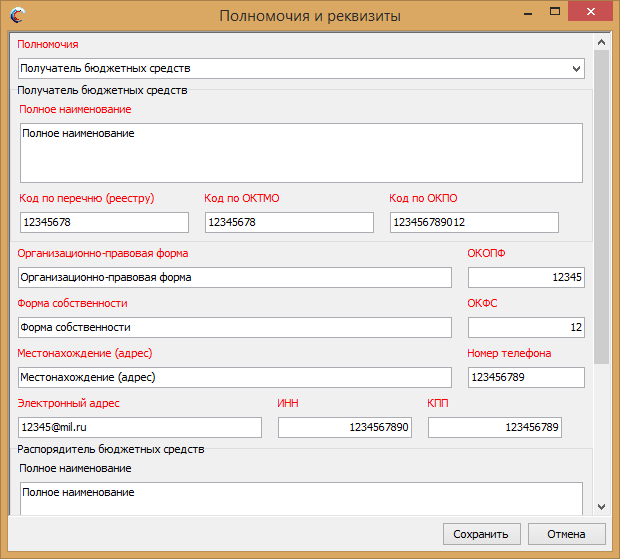 Полномочия и реквизиты
Полномочия
Получатель бюджетных средств
Получатель бюджетных средств
Полное наименование
Полное наименование
Код по перечню (реестру) Код по ОКТМО Код по ОКПО
12345678 12345678 123456789012
Организационно-правовая форма ОКОПФ
Организационно-правовая форма 12345
Форма собственности ОКФС
Форма собственности 12
Местонахождение (адрес) Номер телефона
Местонахождение (адрес) 123456789
Электронный адрес ИНН КПП
12345@mil.ru 1234567890 123456789
Распорядитель бюджетных средств
Полное наименование
Полное наименование
Сохранить Отмена